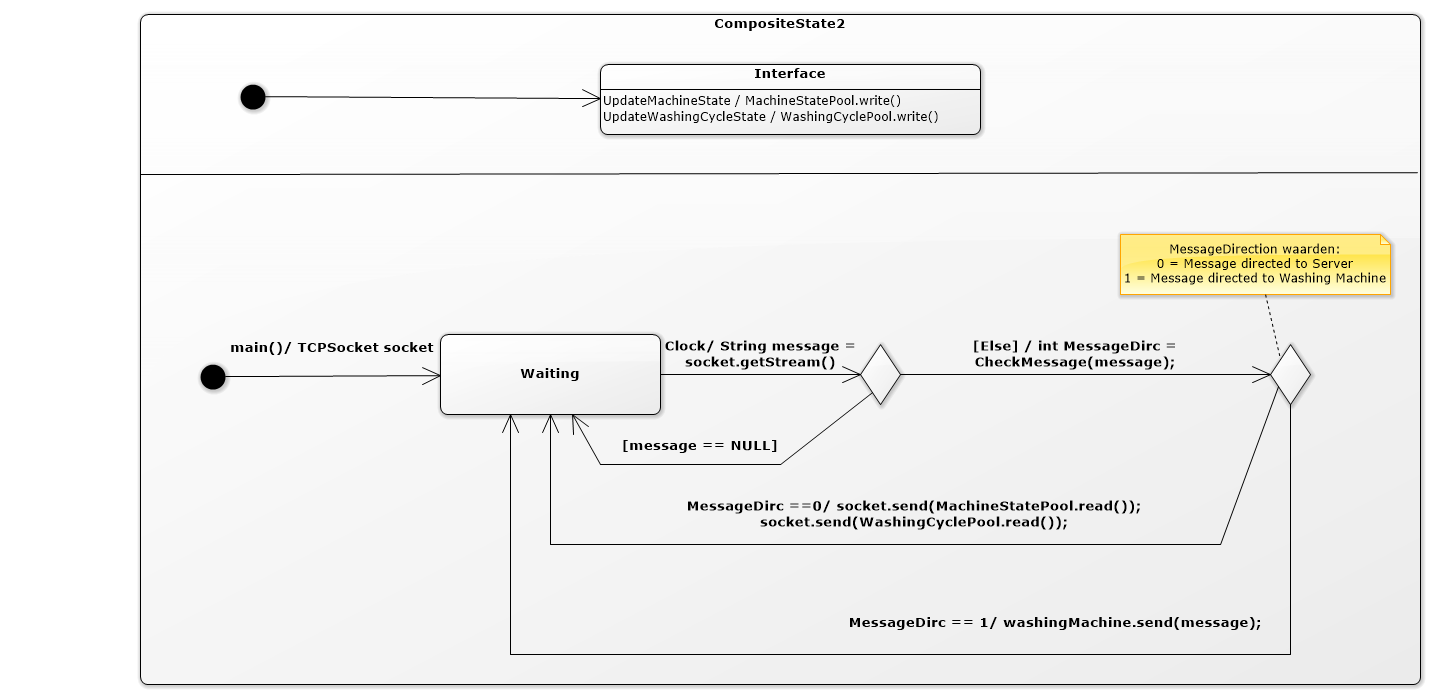 CompositeState2
Interface
UpdateMachineState / MachineStatePool.write()
UpdateWashingCycleState / WashingCyclePool.write()
MessageDirection waarden:
0 = Message directed to Server
1 = Message directed to Washing Machine
main()/ TCPSocket socket
Waiting
Clock/ String message =
socket.getStream()
[Else] / int MessageDirc =
CheckMessage(message);
[message == NULL]
MessageDirc ==0/ socket.send(MachineStatePool.read());
socket.send(WashingCyclePool.read());
MessageDirc == 1/ washingMachine.send(message);